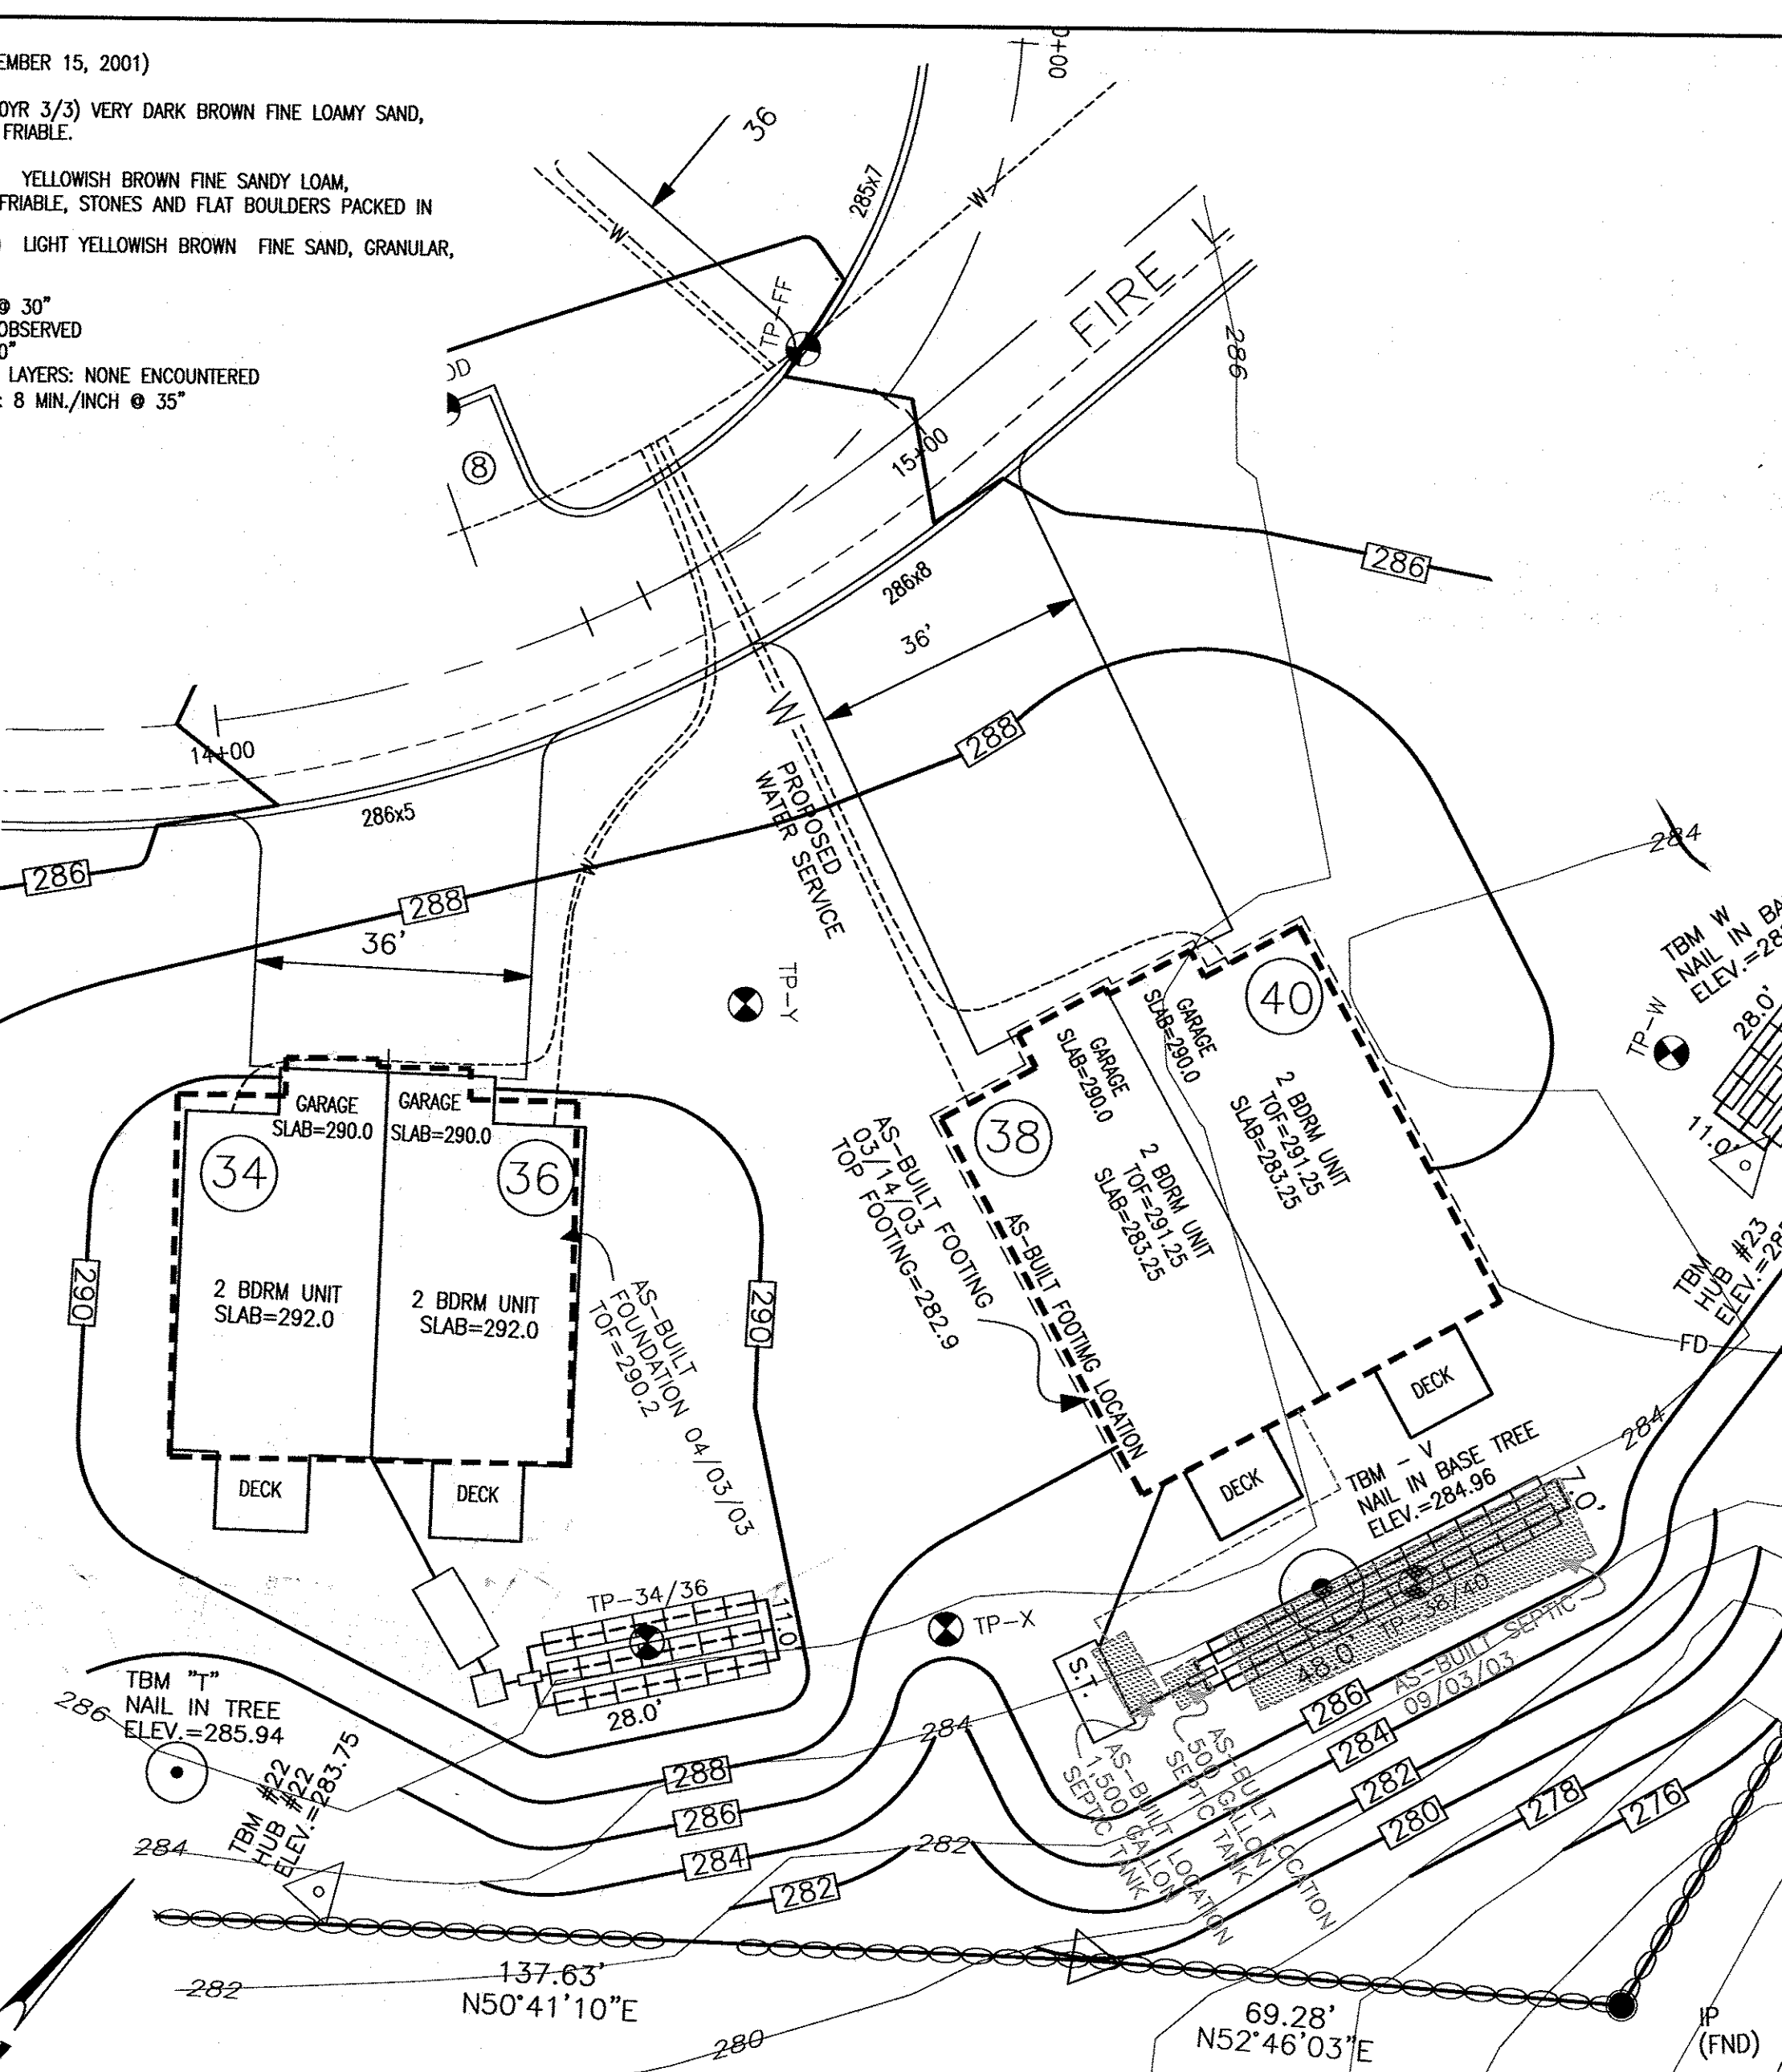 EMBER 15, 2001)
0YR 3/3) VERY DARK BROWN FINE LOAMY SAND,
FRIABLE.
YELLOWISH BROWN FINE SANDY LOAM,
FRIABLE, STONES AND FLAT BOULDERS PACKED IN
LIGHT YELLOWISH BROWN FINE SAND, GRANULAR,
@ 30"
OBSERVED
0"
LAYERS: NONE ENCOUNTERED
: 8 MIN./INCH @ 35"
0+00
36
W
W
285x7
TP-FF
FIRE L
286
OD
8
15+00
286
286x8
36'
W
288
14+00
286x5
PROPOSED
WATER SERVICE
W
286
288
36'
284
TBM W
NAIL IN BA
ELEV.=28
TP-W
28.0'
11.0'
TP-Y
GARAGE
SLAB=290.0
GARAGE
SLAB=290.0
34
36
2 BDRM UNIT
SLAB=292.0
2 BDRM UNIT
SLAB=292.0
DECK
DECK
290
290
AS-BUILT
FOUNDATION 04/03/03
TOF=290.2
AS-BUILT FOOTING
03/14/03
TOP FOOTING=282.9
AS-BUILT FOOTIMG LOCATION
38
40
GARAGE
SLAB=290.0
GARAGE
SLAB=290.0
2 BDRM UNIT
TOF=291.25
SLAB=283.25
2 BDRM UNIT
TOF=291.25
SLAB=283.25
DECK
DECK
TBM
HUB #23
ELEV.=28
FD
284
TBM - V
NAIL IN BASE TREE
ELEV.=284.96
7.0'
TP-38/40
48.0
AS-BUILT SEPTIC
09/03/03
TP-34/36
11.0
28.0'
TP-X
S.T.
AS-BUILT LOCATION
1,500 GALLON
SEPTIC TANK
AS-BUILT LOCATION
500 GALLON
SEPTIC TANK
TBM "T"
NAIL IN TREE
ELEV.=285.94
286
TBM #22
HUB #22
ELEV.=283.75
284
284
288
286
284
282
282
286
284
282
280
278
276
137.63'
N50°41'10"E
282
280
69.28'
N52°46'03"E
IP
(FND)